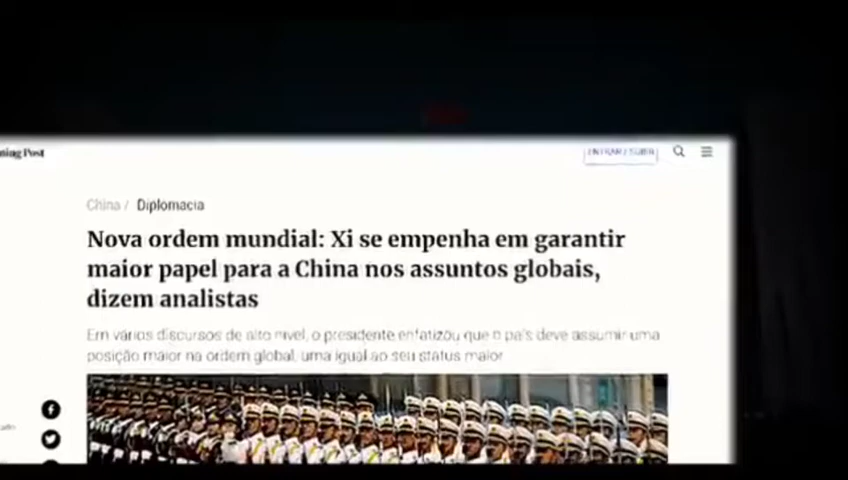 ning Post
ENTRAR / SUBIR
China / Diplomacia
Nova ordem mundial: Xi se empenha em garantir
maior papel para a China nos assuntos globais,
dizem analistas
Em vários discursos de alto nível, o presidente enfatizou que o país deve assumir uma
posição maior na ordem global, uma igual ao seu status maior